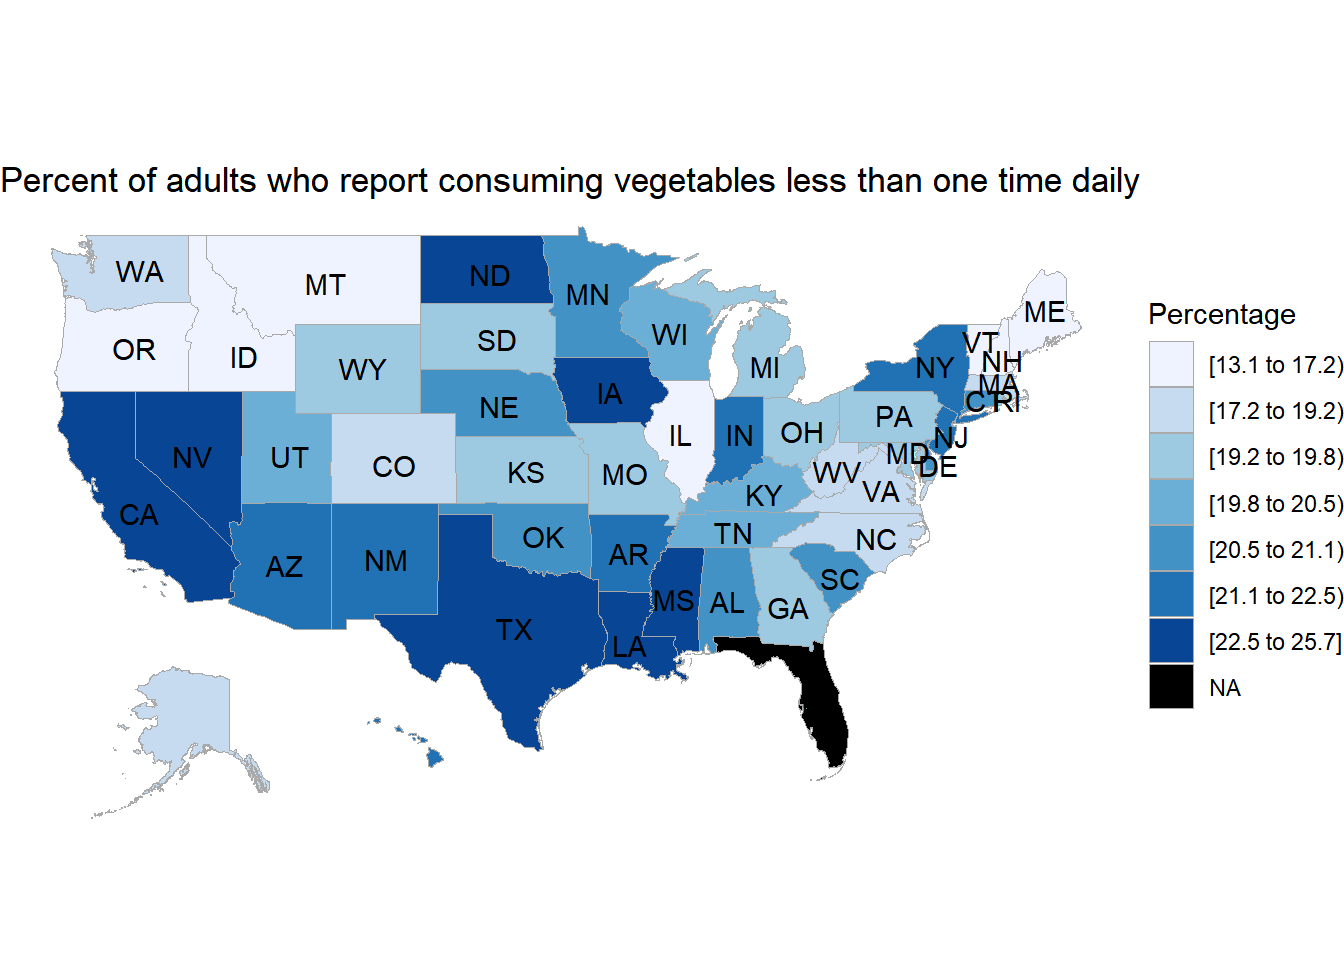 Percent of adults who report consuming vegetables less than one time daily
WA
MT
ND
MN
ME
OR
ID
WY
SD
WI
MI
NY
VT
NH
MA
CT
RI
NV
UT
CO
NE
IA
IL
IN
OH
PA
NJ
MD
DE
CA
KS
MO
KY
WV
VA
AZ
NM
OK
AR
TN
NC
TX
LA
MS
AL
GA
SC
Percentage
[13.1 to 17.2)
[17.2 to 19.2)
[19.2 to 19.8)
[19.8 to 20.5)
[20.5 to 21.1)
[21.1 to 22.5)
[22.5 to 25.7]
NA